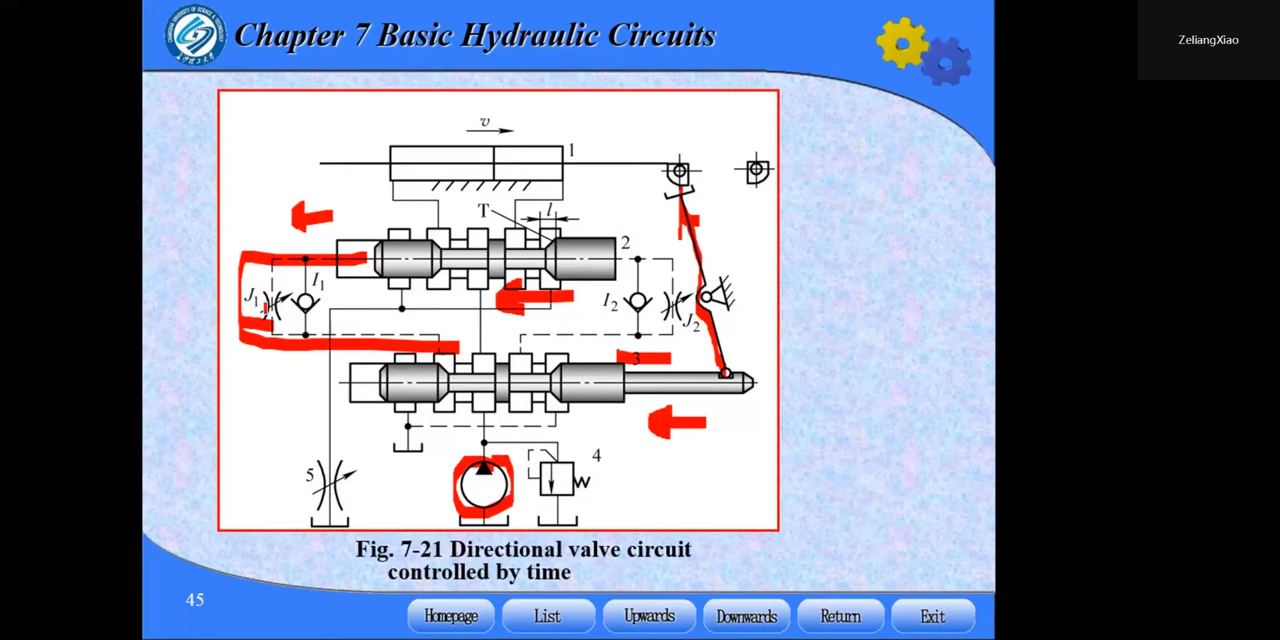 Chapter 7 Basic Hydraulic Circuits
ZeliangXiao
v
1
T
l
2
I1
J1
I2
J2
3
4
5
Fig. 7-21 Directional valve circuit
controlled by time
45
Homepage
List
Upwards
Downwards
Return
Exit